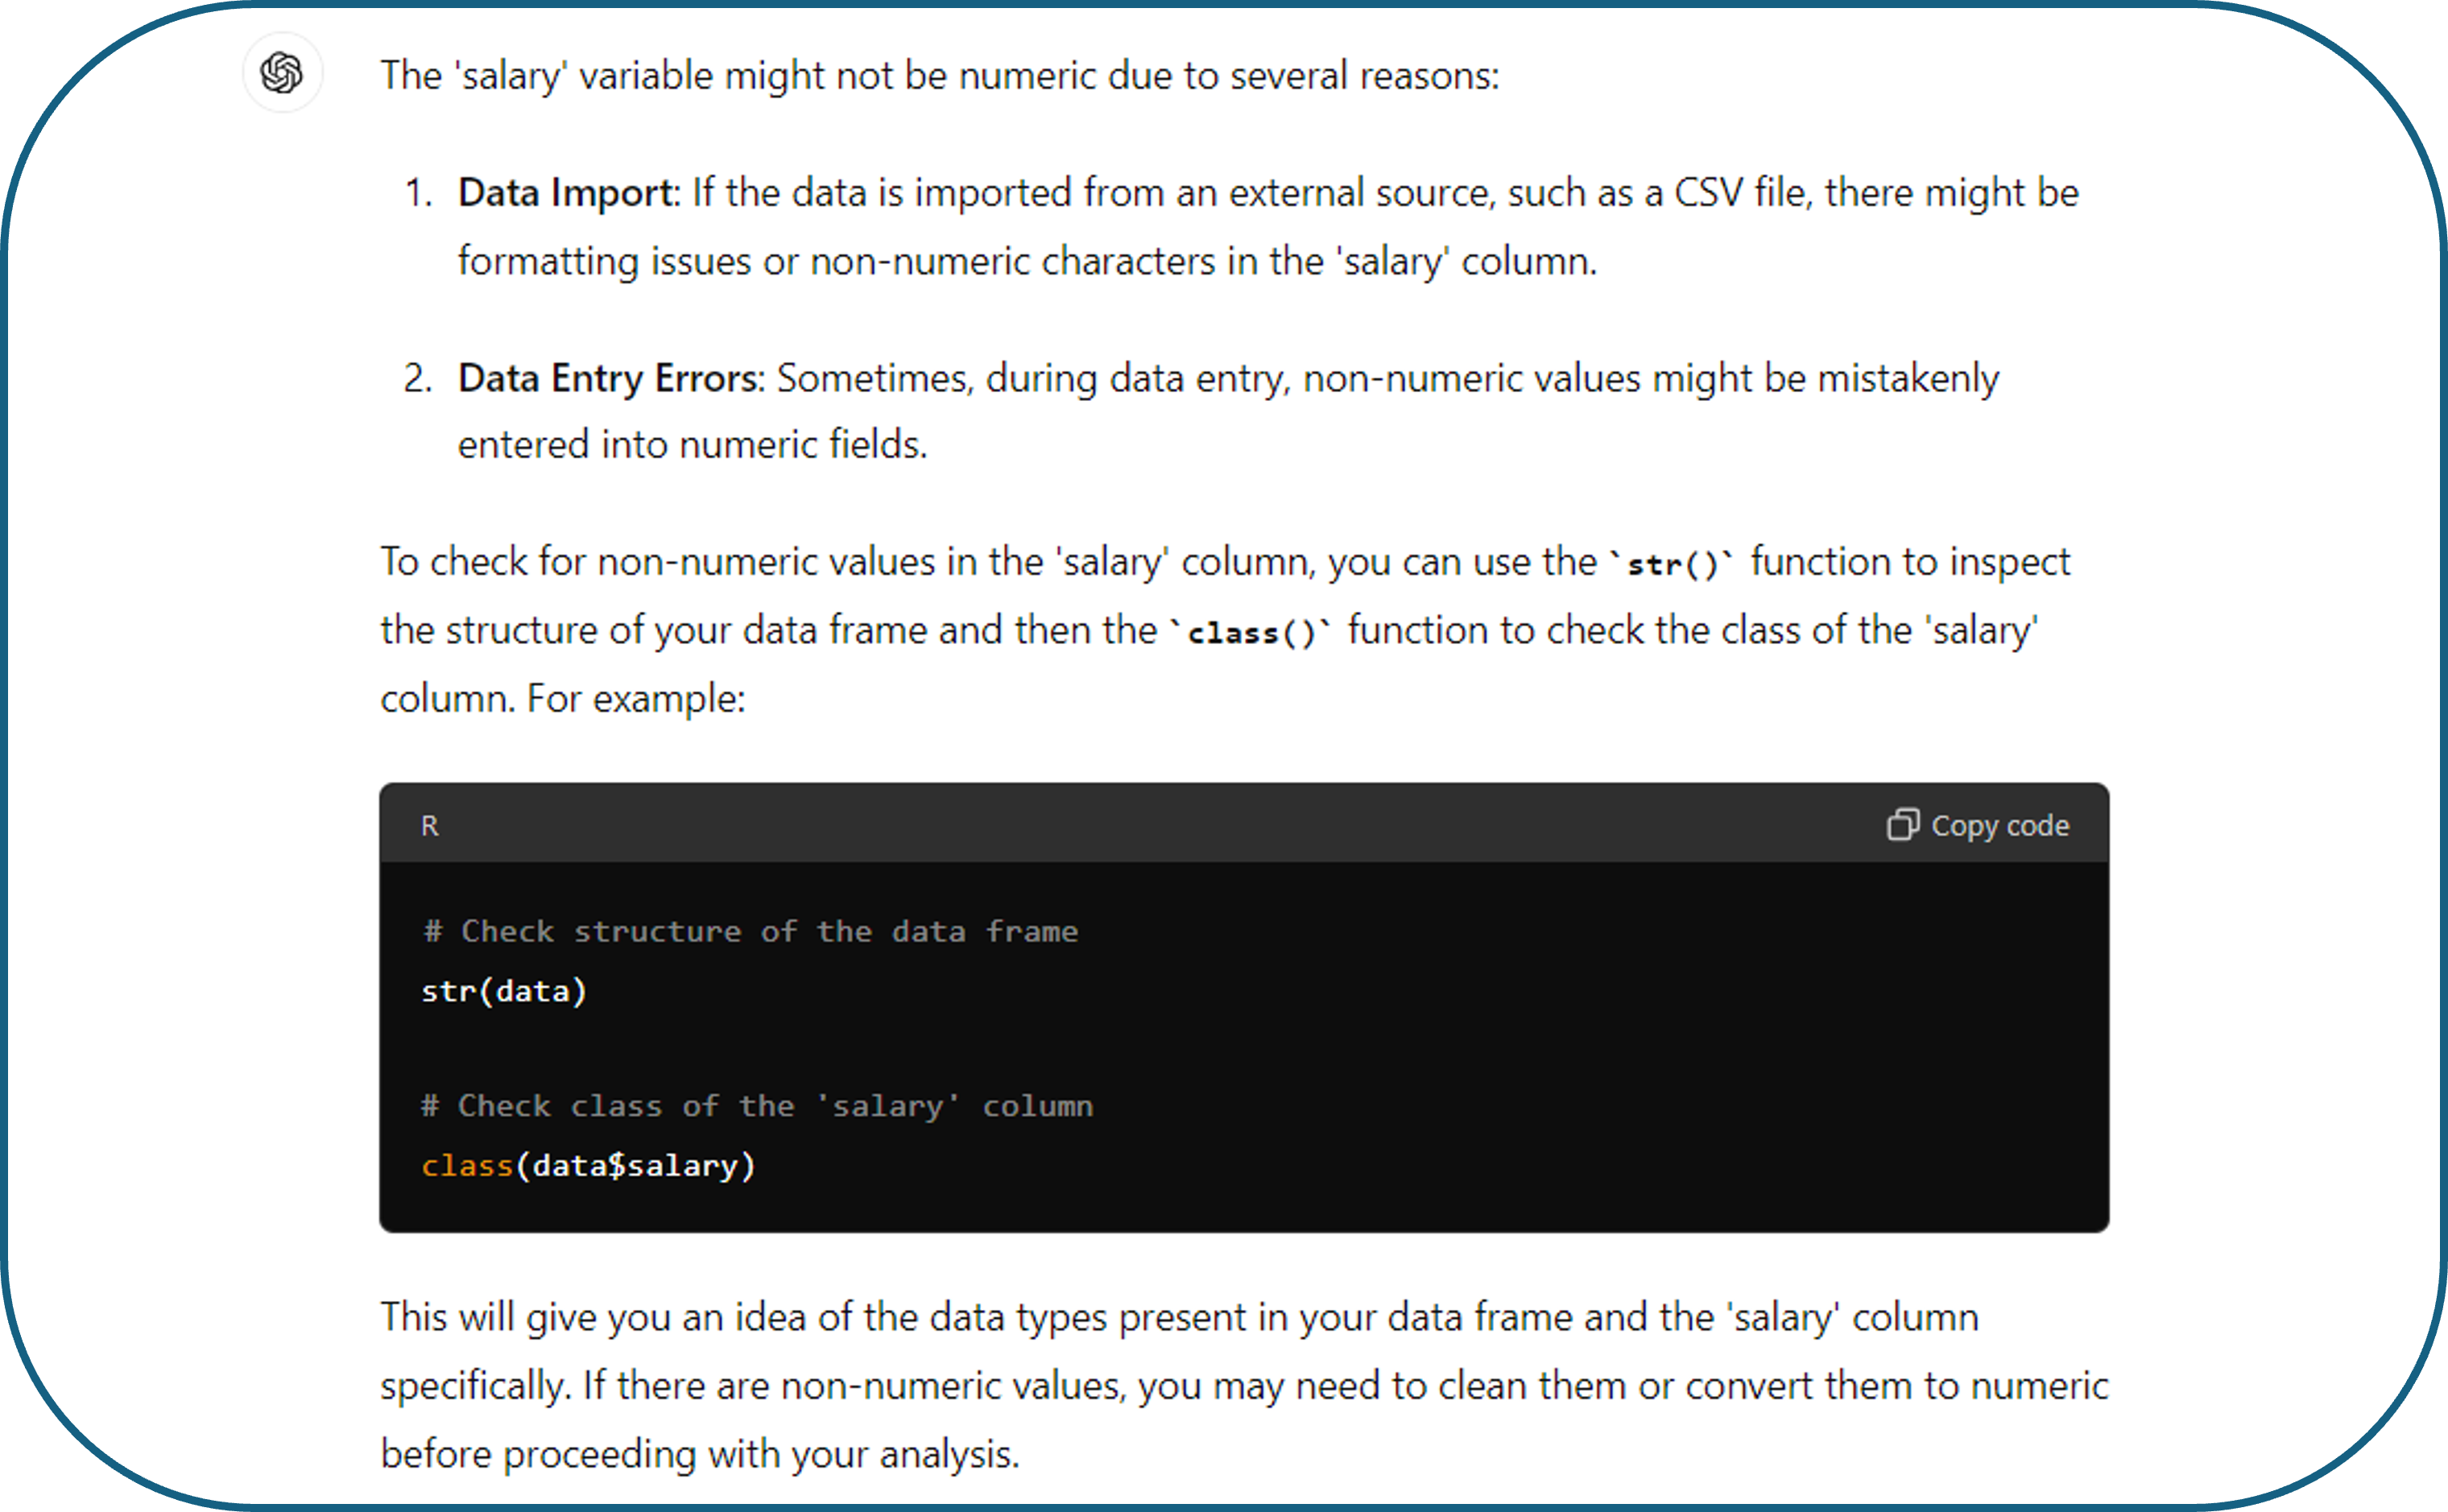 The 'salary' variable might not be numeric due to several reasons:
1. Data Import: If the data is imported from an external source, such as a CSV file, there might be
formatting issues or non-numeric characters in the 'salary' column.
2. Data Entry Errors: Sometimes, during data entry, non-numeric values might be mistakenly
entered into numeric fields.
To check for non-numeric values in the 'salary' column, you can use the `str()` function to inspect
the structure of your data frame and then the `class()` function to check the class of the 'salary'
column. For example:
R Copy code
# Check structure of the data frame
str(data)
# Check class of the 'salary' column
class(data$salary)
This will give you an idea of the data types present in your data frame and the 'salary' column
specifically. If there are non-numeric values, you may need to clean them or convert them to numeric
before proceeding with your analysis.